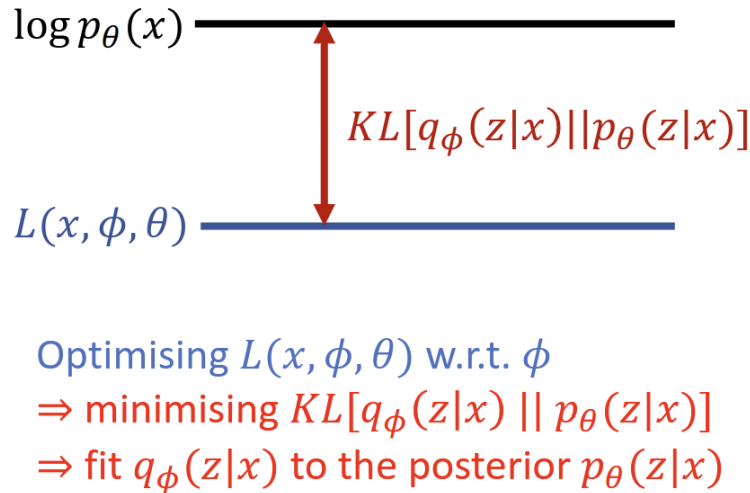 log p_θ(x)
KL[q_ϕ(z|x)||p_θ(z|x)]
L(x, ϕ, θ)
Optimising L(x, ϕ, θ) w.r.t. ϕ
⇒ minimising KL[q_ϕ(z|x) || p_θ(z|x)]
⇒ fit q_ϕ(z|x) to the posterior p_θ(z|x)